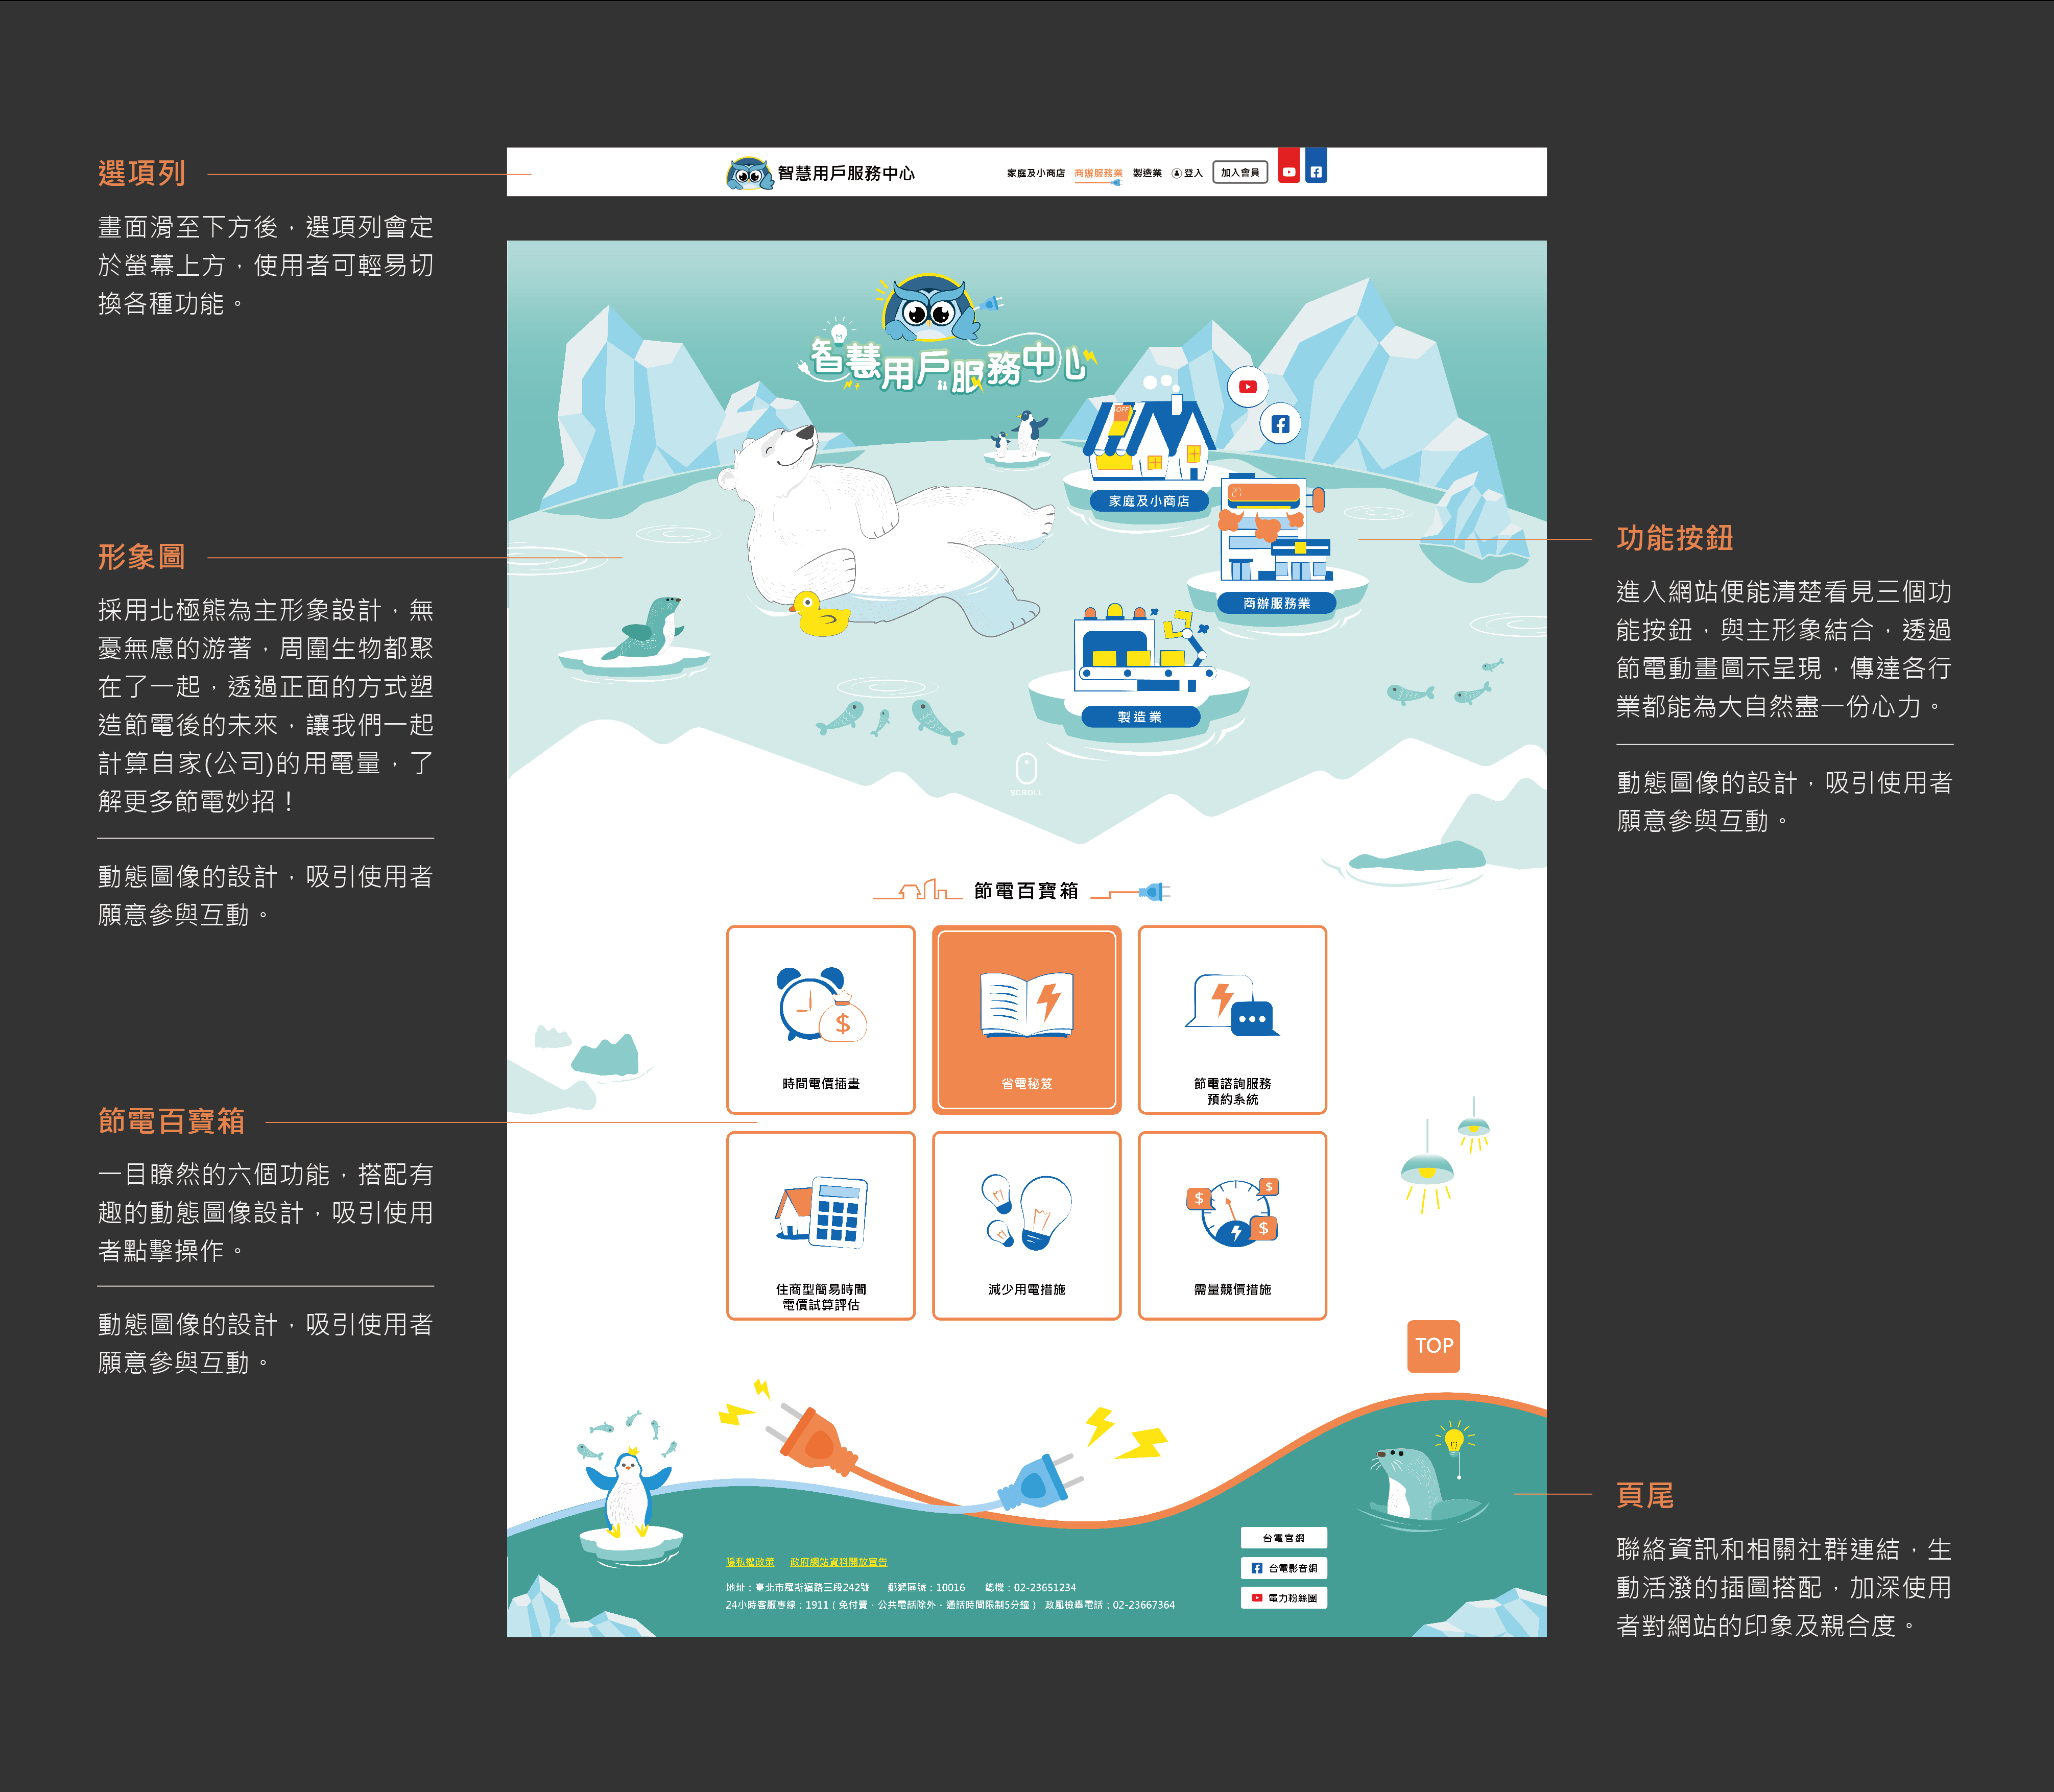 選項列
畫面滑至下方後，選項列會定
於螢幕上方，使用者可輕易切
換各種功能。
形象圖
採用北極熊為主形象設計，無
憂無慮的游著，周圍生物都聚
在了一起，透過正面的方式塑
造節電後的未來，讓我們一起
計算自家(公司)的用電量，了
解更多節電妙招！
動態圖像的設計，吸引使用者
願意參與互動。
節電百寶箱
一目瞭然的六個功能，搭配有
趣的動態圖像設計，吸引使用
者點擊操作。
動態圖像的設計，吸引使用者
願意參與互動。
智慧用戶服務中心
家庭及小商店 商辦服務業 製造業 登入 加入會員
智慧用戶服務中心
OFF
家庭及小商店
27
商辦服務業
製造業
SCROLL
節電百寶箱
$
時間電價插畫
省電秘笈
節電諮詢服務
預約系統
住商型簡易時間
電價試算評估
減少用電措施
$
$
$
需量競價措施
TOP
隱私權政策 政府網站資料開放宣告
地址：臺北市羅斯福路三段242號 郵遞區號：10016 總機：02-23651234
24小時客服專線：1911（免付費，公共電話除外，通話時間限制5分鐘） 政風檢舉電話：02-23667364
台電官網
台電影音網
電力粉絲團
功能按鈕
進入網站便能清楚看見三個功
能按鈕，與主形象結合，透過
節電動畫圖示呈現，傳達各行
業都能為大自然盡一份心力。
動態圖像的設計，吸引使用者
願意參與互動。
頁尾
聯絡資訊和相關社群連結，生
動活潑的插圖搭配，加深使用
者對網站的印象及親合度。